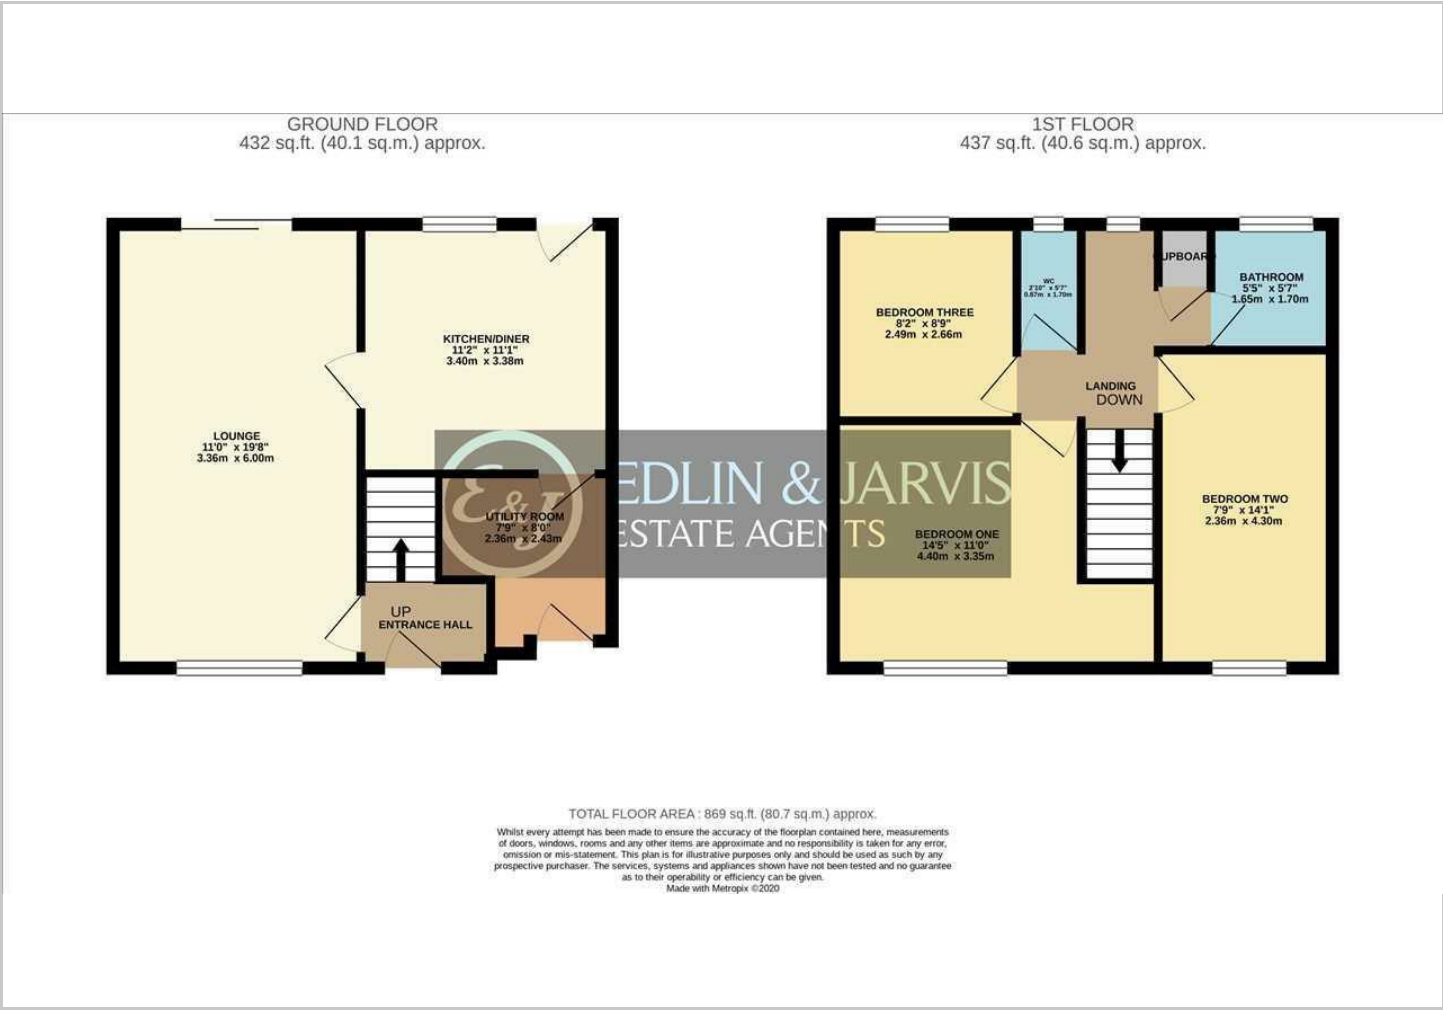 GROUND FLOOR
432 sq.ft. (40.1 sq.m.) approx.
1ST FLOOR
437 sq.ft. (40.6 sq.m.) approx.
LOUNGE
11'0" x 19'8"
3.36m x 6.00m
KITCHEN/DINER
11'2" x 11'1"
3.40m x 3.38m
UTILITY ROOM
7'9" x 8'0"
2.36m x 2.43m
UP
ENTRANCE HALL
E&J
EDLIN & JARVIS
ESTATE AGENTS
BEDROOM THREE
8'2" x 8'9"
2.49m x 2.66m
WC
2'10" x 5'7"
0.87m x 1.70m
UPBOAR
BATHROOM
5'5" x 5'7"
1.65m x 1.70m
LANDING
DOWN
BEDROOM ONE
14'5" x 11'0"
4.40m x 3.35m
BEDROOM TWO
7'9" x 14'1"
2.36m x 4.30m
TOTAL FLOOR AREA : 869 sq.ft. (80.7 sq.m.) approx.
Whilst every attempt has been made to ensure the accuracy of the floorplan contained here, measurements
of doors, windows, rooms and any other items are approximate and no responsibility is taken for any error,
omission or mis-statement. This plan is for illustrative purposes only and should be used as such by any
prospective purchaser. The services, systems and appliances shown have not been tested and no guarantee
as to their operability or efficiency can be given.
Made with Metropix ©2020